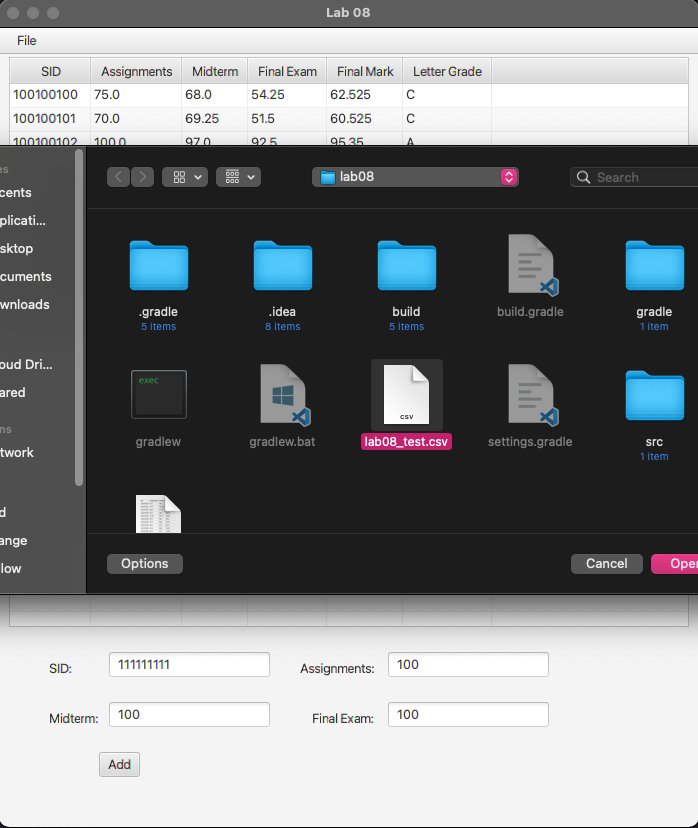 Lab 08
File
SID Assignments Midterm Final Exam Final Mark Letter Grade
100100100 75.0 68.0 54.25 62.525 C
100100101 70.0 69.25 51.5 60.525 C
100100102 100.0 97.0 92.5 95.35 A
lab08
Search
es
cents
plicati...
sktop
cuments
wnloads
oud Dri...
ared
ns
twork
d
ange
low
.gradle .idea build build.gradle gradle
5 items 8 items 5 items 1 item
exec
csv
gradlew gradlew.bat lab08_test.csv settings.gradle src
1 item
Options Cancel Open
SID: 111111111 Assignments: 100
Midterm: 100 Final Exam: 100
Add